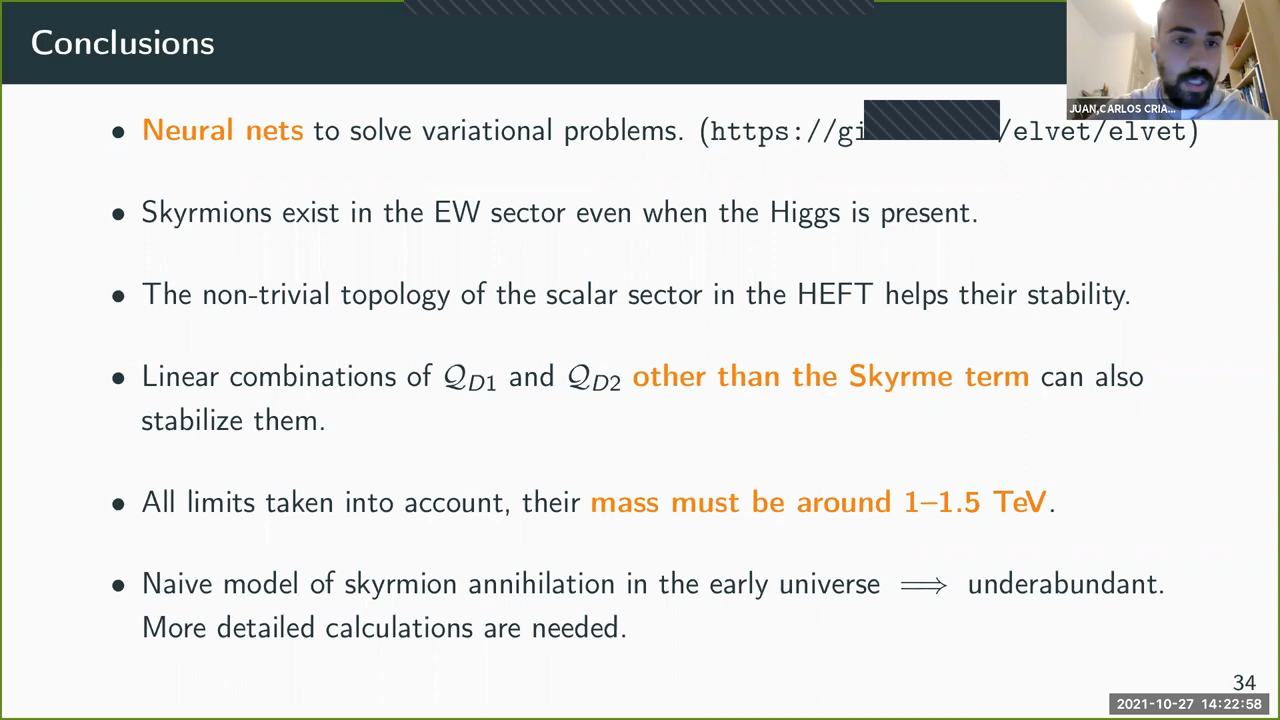 Conclusions
JUAN,CARLOS CRIA...
• Neural nets to solve variational problems. (https://gi /elvet/elvet)
• Skyrmions exist in the EW sector even when the Higgs is present.
• The non-trivial topology of the scalar sector in the HEFT helps their stability.
• Linear combinations of 𝒬D1 and 𝒬D2 other than the Skyrme term can also
stabilize them.
• All limits taken into account, their mass must be around 1–1.5 TeV.
• Naive model of skyrmion annihilation in the early universe ⟹ underabundant.
More detailed calculations are needed.
34
2021-10-27 14:22:58